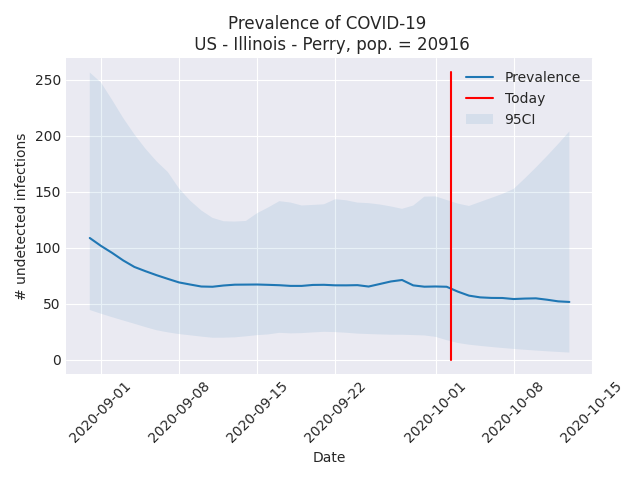 Prevalence of COVID-19
US - Illinois - Perry, pop. = 20916
Prevalence
Today
95CI
# undetected infections
250
200
150
100
50
0
2020-09-01
2020-09-08
2020-09-15
2020-09-22
2020-10-01
2020-10-08
2020-10-15
Date